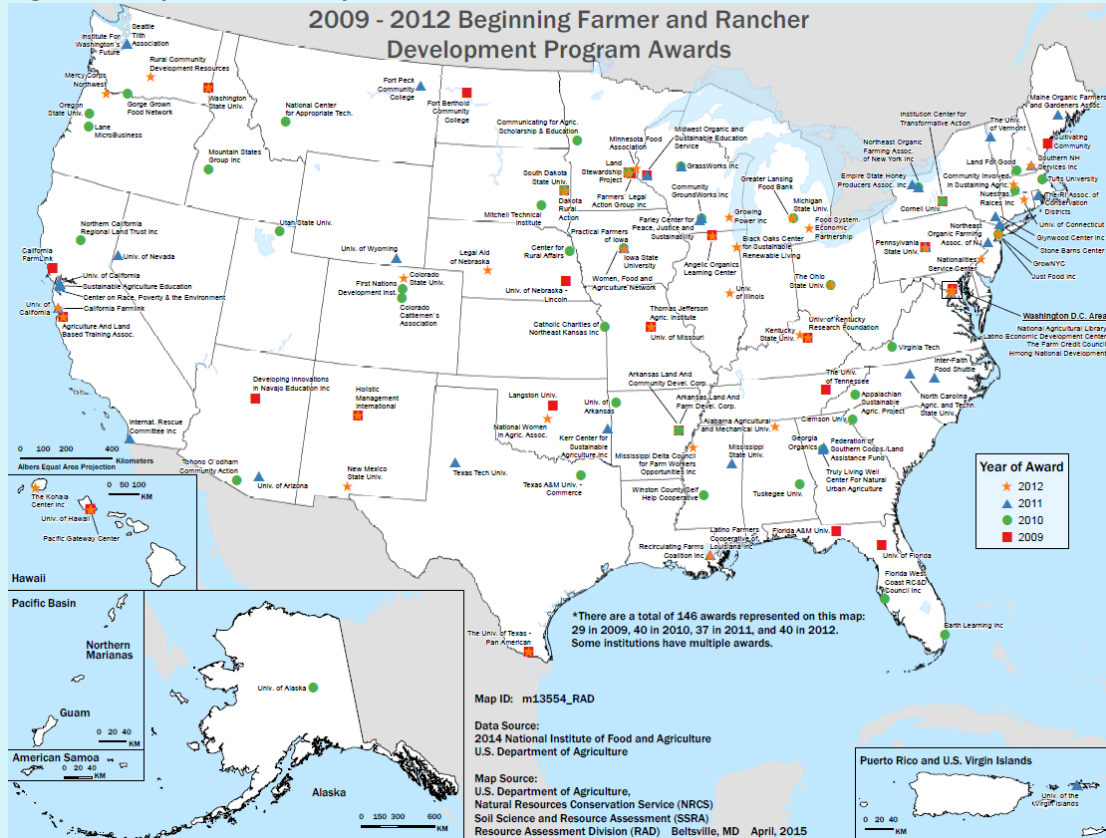 2009 - 2012 Beginning Farmer and Rancher
Development Program Awards
Seattle
Tilth
Association
Institute For
Washington's
Future
Rural Community
Development Resources
Mercy Corps
Northwest
Washington
State Univ.
Oregon
State Univ.
Gorge Grown
Food Network
Lane
MicroBusiness
Mountain States
Group Inc
National Center
for Appropriate Tech.
Fort Peck
Community
College
Fort Berthold
Community
College
Communicating for Agric.
Scholarship & Education
Minnesota Food
Association
Midwest Organic and
Sustainable Education
Service
Land
Stewardship
Project
GrassWorks Inc
Farmers' Legal
Action Group Inc
South Dakota
State Univ.
Dakota
Rural
Action
Mitchell Technical
Institute
Community
GroundWorks Inc
Greater Lansing
Food Bank
Michigan
State Univ.
Growing
Power Inc
Food System
Economic
Partnership
Farley Center for
Peace, Justice and
Sustainability
Practical Farmers
of Iowa
Iowa State
University
Center for
Rural Affairs
Black Oaks Center
for Sustainable
Renewable Living
Angelic Organics
Learning Center
Women, Food and
Agriculture Network
Institution Center for
Transformative Action
Northeast Organic
Farming Assoc.
of New York Inc
Empire State Honey
Producers Assoc. Inc
Cornell Univ.
Maine Organic Farmers
and Gardeners Assoc.
The Univ.
of Vermont
Cultivating
Community
Land For Good
Southern NH
Services Inc
Community Involved
in Sustaining Agric.
Tufts University
Nuestras
Raices Inc
The RI Assoc. of
Conservation
Districts
Univ. of Connecticut
Glynwood Center Inc
Stone Barns Center
GrowNYC
Just Food Inc
Northeast
Organic Farming
Assoc. of NJ
Pennsylvania
State Univ.
Nationalities
Service Center
Washington D.C. Area
National Agricultural Library
Latino Economic Development Center
The Farm Credit Council
Hmong National Development
Northern California
Regional Land Trust Inc
Utah State Univ.
California
FarmLink
Univ. of Nevada
Univ. of California
Sustainable Agriculture Education
Center on Race, Poverty & the Environment
Univ. of
Calif.
California Farmlink
Agriculture And Land
Based Training Assoc.
Univ. of Wyoming
Legal Aid
of Nebraska
Colorado
State Univ.
First Nations
Development Inst.
Colorado
Cattlemen's
Association
Univ. of Nebraska -
Lincoln
Univ.
of Illinois
The Ohio
State Univ.
Thomas Jefferson
Agric. Institute
Univ. of Missouri
Catholic Charities of
Northeast Kansas Inc
Univ. of Kentucky
Research Foundation
Kentucky
State Univ.
Virginia Tech
Inter-Faith
Food Shuttle
North Carolina
Agric. and Techn.
State Univ.
The Univ.
of Tennessee
Appalachian
Sustainable
Agric. Project
Clemson Univ.
Developing Innovations
in Navajo Education Inc
Holistic
Management
International
Langston Univ.
National Women
in Agric. Assoc.
Univ. of
Arkansas
Kerr Center for
Sustainable
Agriculture Inc
Arkansas Land And
Community Devel. Corp.
Arkansas Land And
Farm Devel. Corp.
Alabama Agricultural
and Mechanical Univ.
Mississippi Delta Council
for Farm Workers
Opportunities Inc
Mississippi
State Univ.
Georgia
Organics
Federation of
Southern Coops./Land
Assistance Fund
Truly Living Well
Center For Natural
Urban Agriculture
Internat. Rescue
Committee Inc
Tohono O'odham
Community Action
Univ. of Arizona
New Mexico
State Univ.
Texas Tech Univ.
Texas A&M Univ. -
Commerce
Winston County Self
Help Cooperative
Tuskegee Univ.
Latino Farmers
Cooperative of
Louisiana Inc
Recirculating Farms
Coalition Inc
Florida A&M Univ.
Univ. of Florida
Florida West
Coast RC&D
Council Inc
Earth Learning Inc
The Univ. of Texas -
Pan American
0 100 200 400
Kilometers
Albers Equal Area Projection
0 50 100
KM
The Kohala
Center Inc
Univ. of Hawaii
Pacific Gateway Center
Hawaii
Year of Award
2012
2011
2010
2009
*There are a total of 146 awards represented on this map:
29 in 2009, 40 in 2010, 37 in 2011, and 40 in 2012.
Some institutions have multiple awards.
Pacific Basin
Northern
Marianas
Guam
0 20 40
KM
American Samoa
0 20 40
KM
Univ. of Alaska
Alaska
0 150 300 600
KM
Map ID: m13554_RAD
Data Source:
2014 National Institute of Food and Agriculture
U.S. Department of Agriculture
Map Source:
U.S. Department of Agriculture,
Natural Resources Conservation Service (NRCS)
Soil Science and Resource Assessment (SSRA)
Resource Assessment Division (RAD) Beltsville, MD April, 2015
Puerto Rico and U.S. Virgin Islands
Univ. of the
Virgin Islands
0 20 40
KM